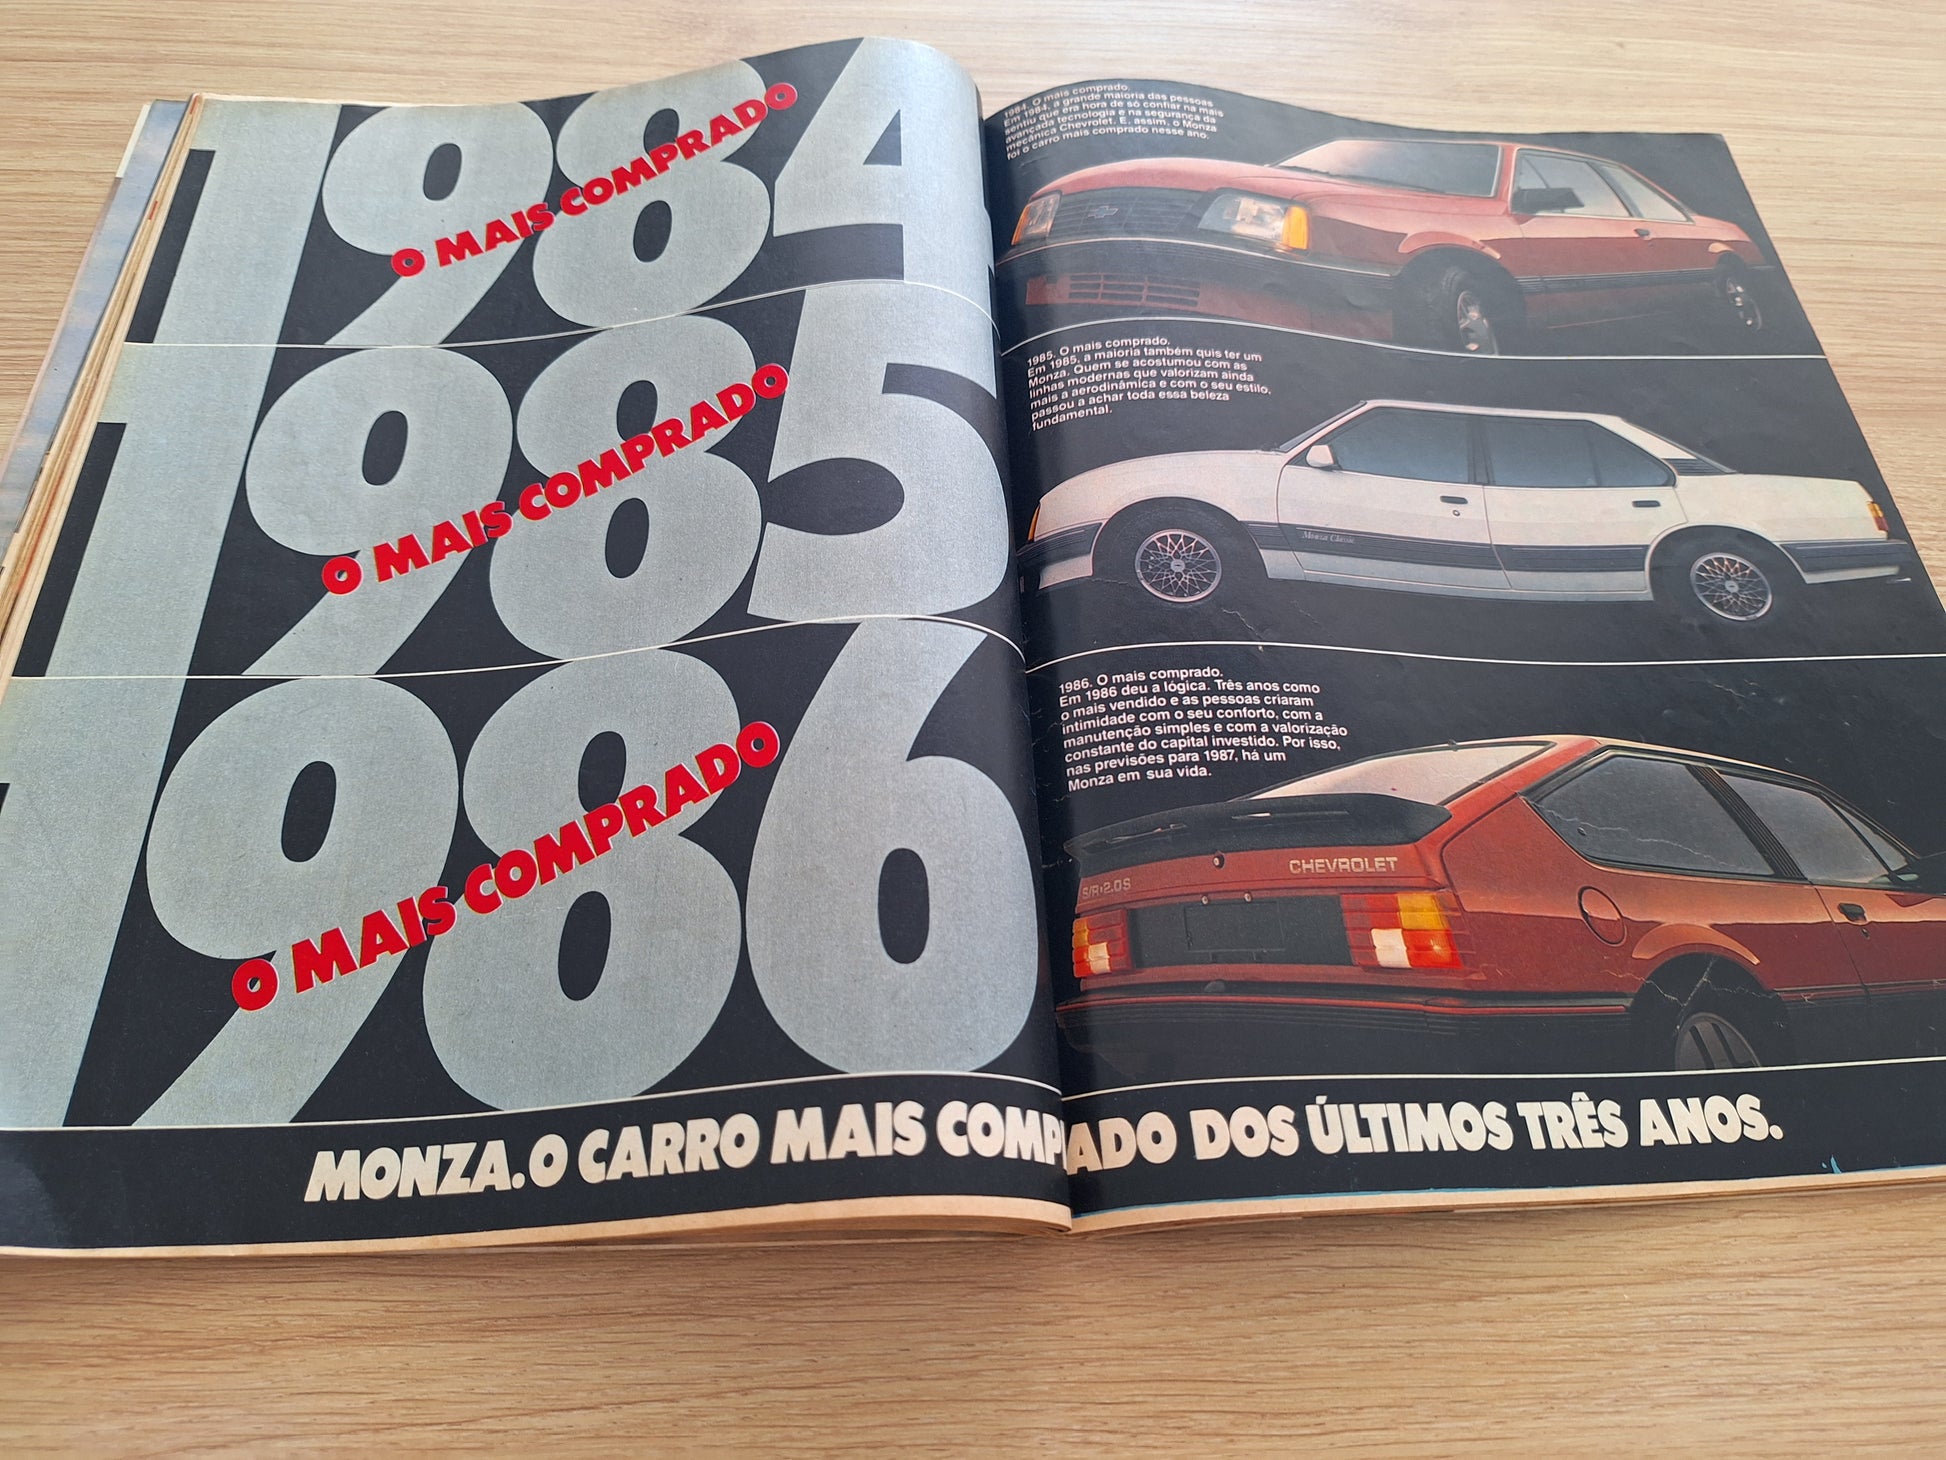 1984
O MAIS COMPRADO
1985
O MAIS COMPRADO
1986
O MAIS COMPRADO
1984. O mais comprado.
Em 1984, a grande maioria das pessoas
sentiu que era hora de só confiar na mais
avançada tecnologia e na segurança da
mecânica Chevrolet. E, assim, o Monza
foi o carro mais comprado nesse ano.
1985. O mais comprado.
Em 1985, a maioria também quis ter um
Monza. Quem se acostumou com as
linhas modernas que valorizam ainda
mais a aerodinâmica e com o seu estilo,
passou a achar toda essa beleza
fundamental.
Monza Classic
1986. O mais comprado.
Em 1986 deu a lógica. Três anos como
o mais vendido e as pessoas criaram
intimidade com o seu conforto, com a
manutenção simples e com a valorização
constante do capital investido. Por isso,
nas previsões para 1987, há um
Monza em sua vida.
CHEVROLET
S/R•2.0S
MONZA. O CARRO MAIS COMPRADO DOS ÚLTIMOS TRÊS ANOS.